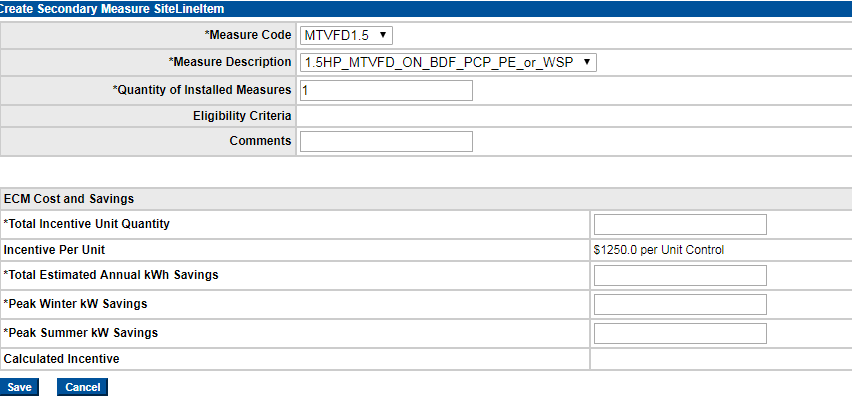 Create Secondary Measure SiteLineItem
*Measure Code MTVFD1.5
*Measure Description 1.5HP_MTVFD_ON_BDF_PCP_PE_or_WSP
*Quantity of Installed Measures 1
Eligibility Criteria
Comments
ECM Cost and Savings
*Total Incentive Unit Quantity
Incentive Per Unit $1250.0 per Unit Control
*Total Estimated Annual kWh Savings
*Peak Winter kW Savings
*Peak Summer kW Savings
Calculated Incentive
Save Cancel